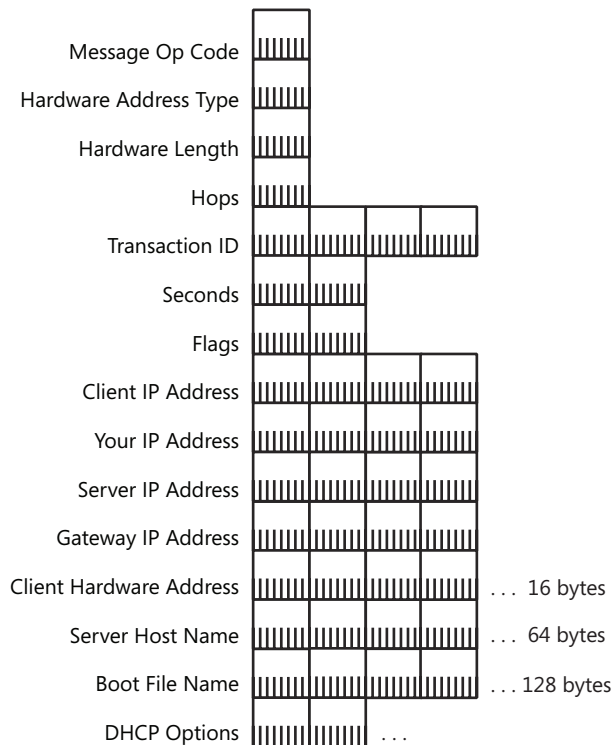 Message Op Code
Hardware Address Type
Hardware Length
Hops
Transaction ID
Seconds
Flags
Client IP Address
Your IP Address
Server IP Address
Gateway IP Address
Client Hardware Address ... 16 bytes
Server Host Name ... 64 bytes
Boot File Name ... 128 bytes
DHCP Options ...